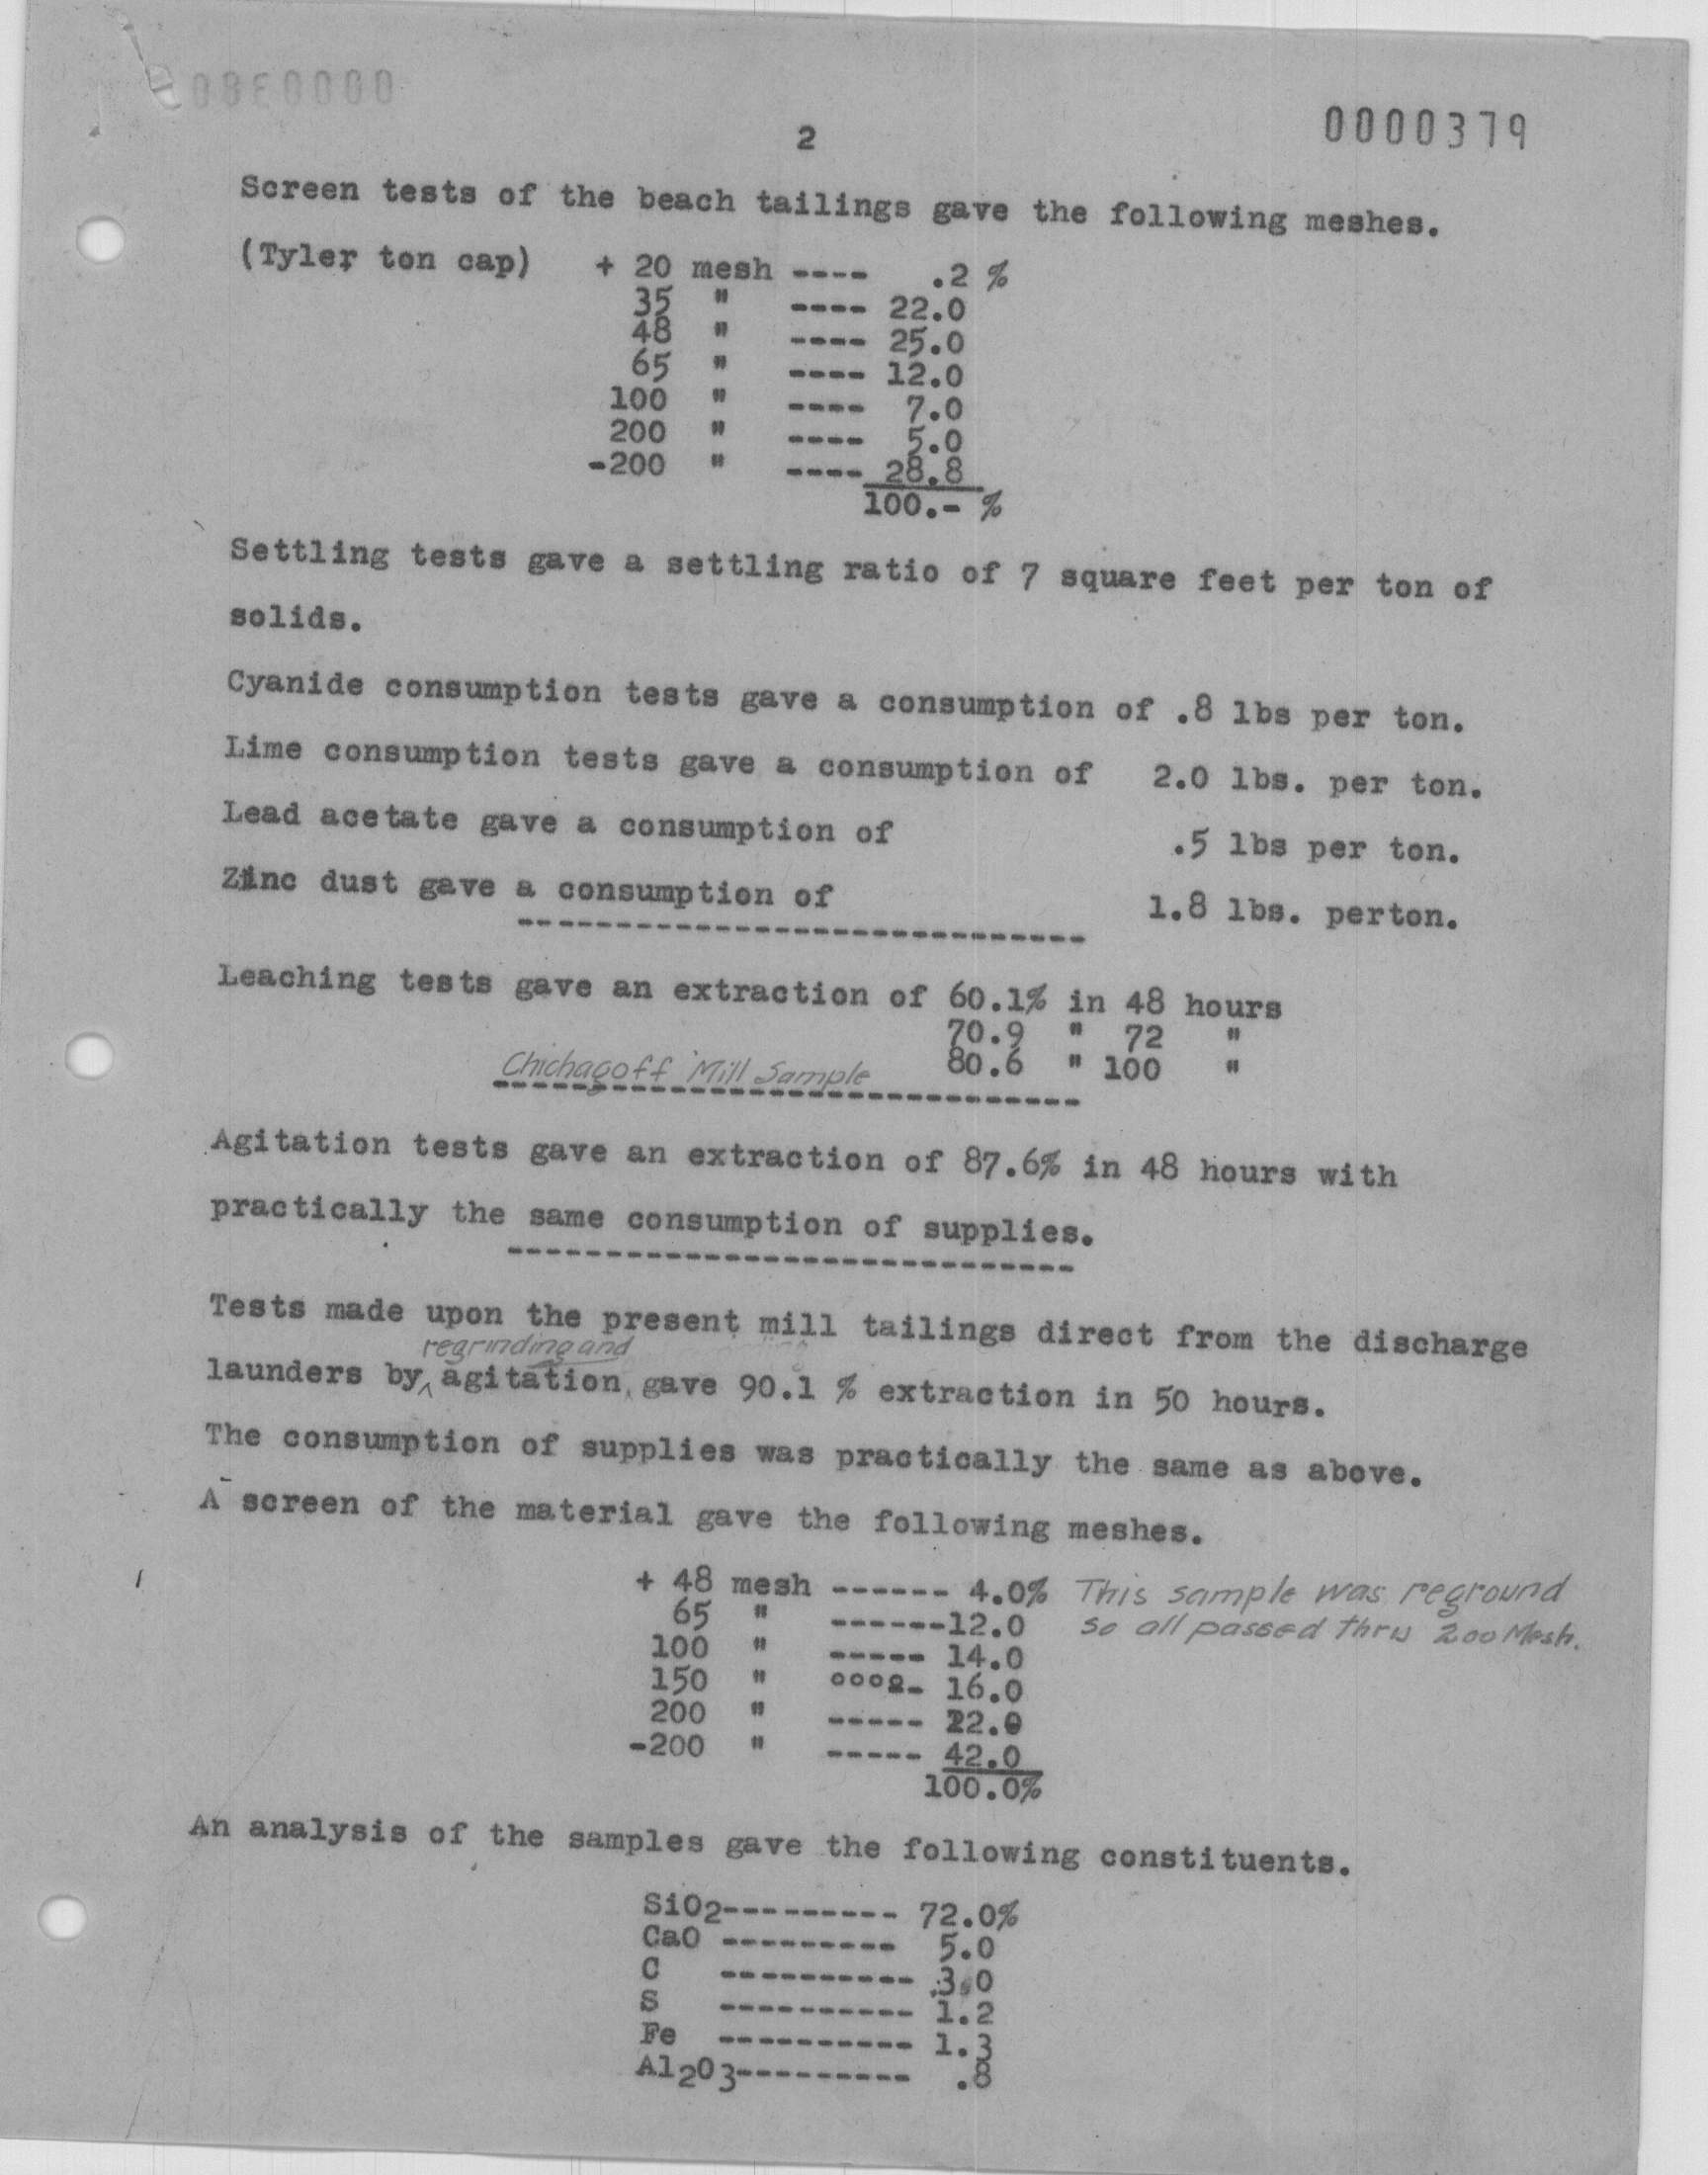 0000380
0000379
2
Screen tests of the beach tailings gave the following meshes.
(Tyler ton cap) + 20 mesh ---- .2 %
35 " ---- 22.0
48 " ---- 25.0
65 " ---- 12.0
100 " ---- 7.0
200 " ---- 5.0
-200 " ---- 28.8
100.- %
Settling tests gave a settling ratio of 7 square feet per ton of
solids.
Cyanide consumption tests gave a consumption of .8 lbs per ton.
Lime consumption tests gave a consumption of 2.0 lbs. per ton.
Lead acetate gave a consumption of .5 lbs per ton.
Zinc dust gave a consumption of 1.8 lbs. perton.
-----------------------------
Leaching tests gave an extraction of 60.1% in 48 hours
70.9 " 72 "
Chichagoff Mill Sample 80.6 " 100 "
------------------------------
Agitation tests gave an extraction of 87.6% in 48 hours with
practically the same consumption of supplies.
-----------------------------
Tests made upon the present mill tailings direct from the discharge
regrinding and
launders by ^ agitation, gave 90.1 % extraction in 50 hours.
The consumption of supplies was practically the same as above.
A screen of the material gave the following meshes.
+ 48 mesh ------ 4.0% This sample was reground
65 " ------12.0 so all passed thru 200 Mesh.
100 " ----- 14.0
150 " ooo8- 16.0
200 " ----- 22.0
-200 " ----- 42.0
100.0%
An analysis of the samples gave the following constituents.
SiO2--------- 72.0%
CaO --------- 5.0
C ---------- 3.0
S ---------- 1.2
Fe ---------- 1.3
Al2O3--------- .8